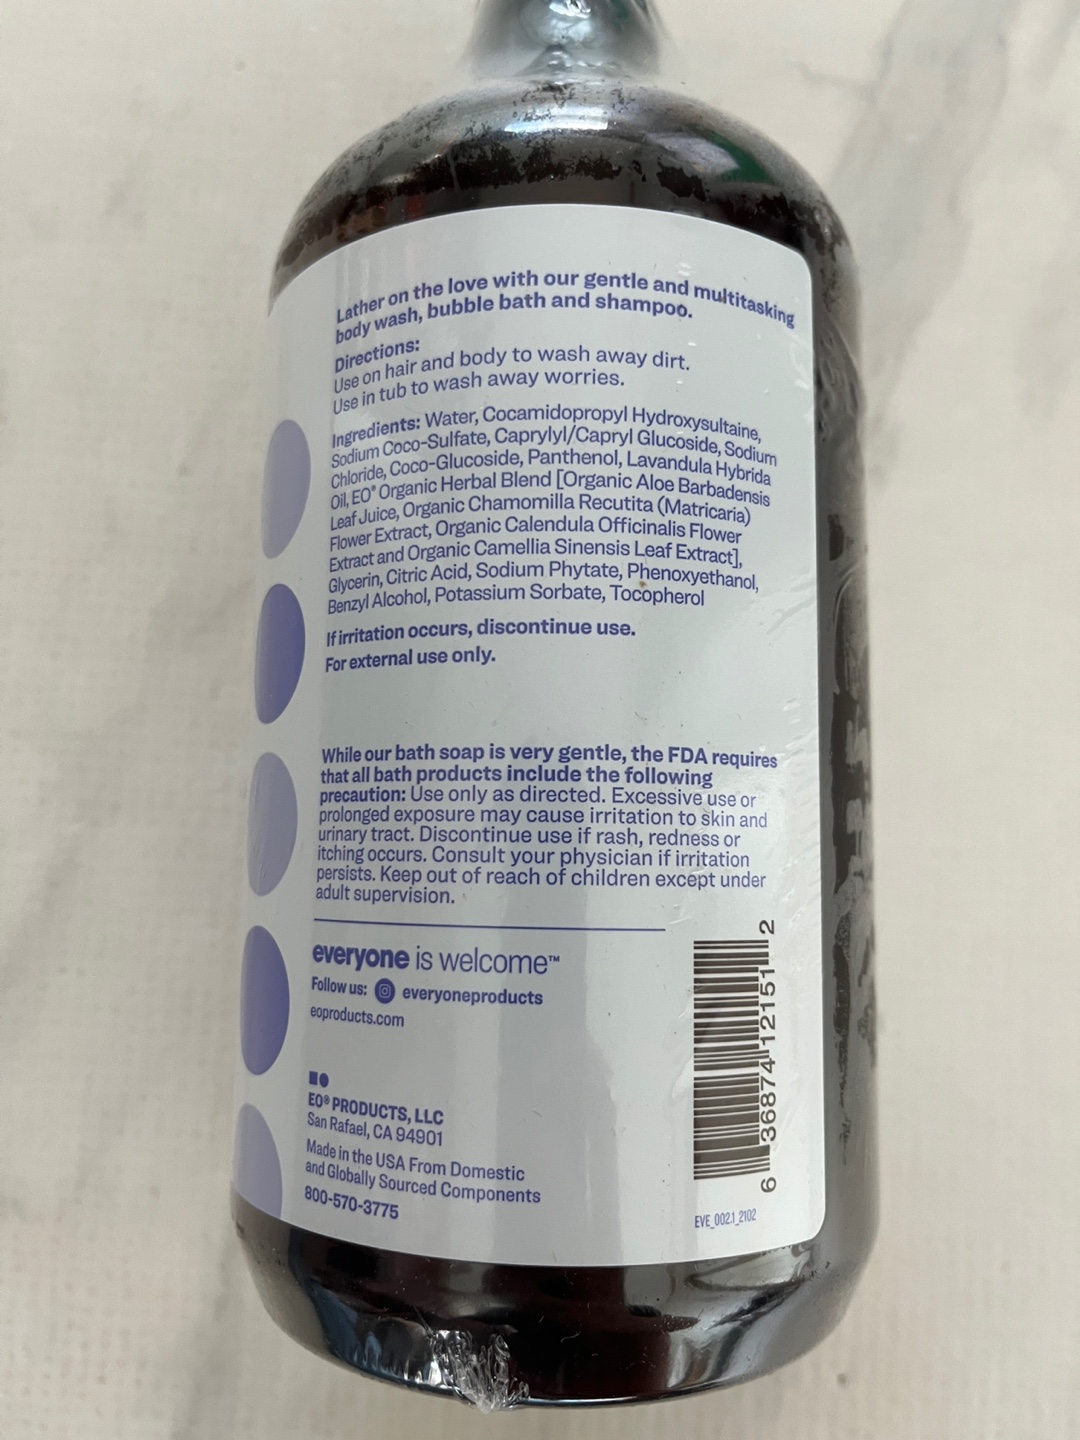 Lather on the love with our gentle and multitasking
body wash, bubble bath and shampoo.
Directions:
Use on hair and body to wash away dirt.
Use in tub to wash away worries.
Ingredients: Water, Cocamidopropyl Hydroxysultaine,
Sodium Coco-Sulfate, Caprylyl/Capryl Glucoside, Sodium
Chloride, Coco-Glucoside, Panthenol, Lavandula Hybrida
Oil, EO® Organic Herbal Blend [Organic Aloe Barbadensis
Leaf Juice, Organic Chamomilla Recutita (Matricaria)
Flower Extract, Organic Calendula Officinalis Flower
Extract and Organic Camellia Sinensis Leaf Extract],
Glycerin, Citric Acid, Sodium Phytate, Phenoxyethanol,
Benzyl Alcohol, Potassium Sorbate, Tocopherol
If irritation occurs, discontinue use.
For external use only.
While our bath soap is very gentle, the FDA requires
that all bath products include the following
precaution: Use only as directed. Excessive use or
prolonged exposure may cause irritation to skin and
urinary tract. Discontinue use if rash, redness or
itching occurs. Consult your physician if irritation
persists. Keep out of reach of children except under
adult supervision.
everyone is welcome™
Follow us: everyoneproducts
eoproducts.com
EO® PRODUCTS, LLC
San Rafael, CA 94901
Made in the USA From Domestic
and Globally Sourced Components
800-570-3775
6 36874 12151 2
EVE_002.1_2102